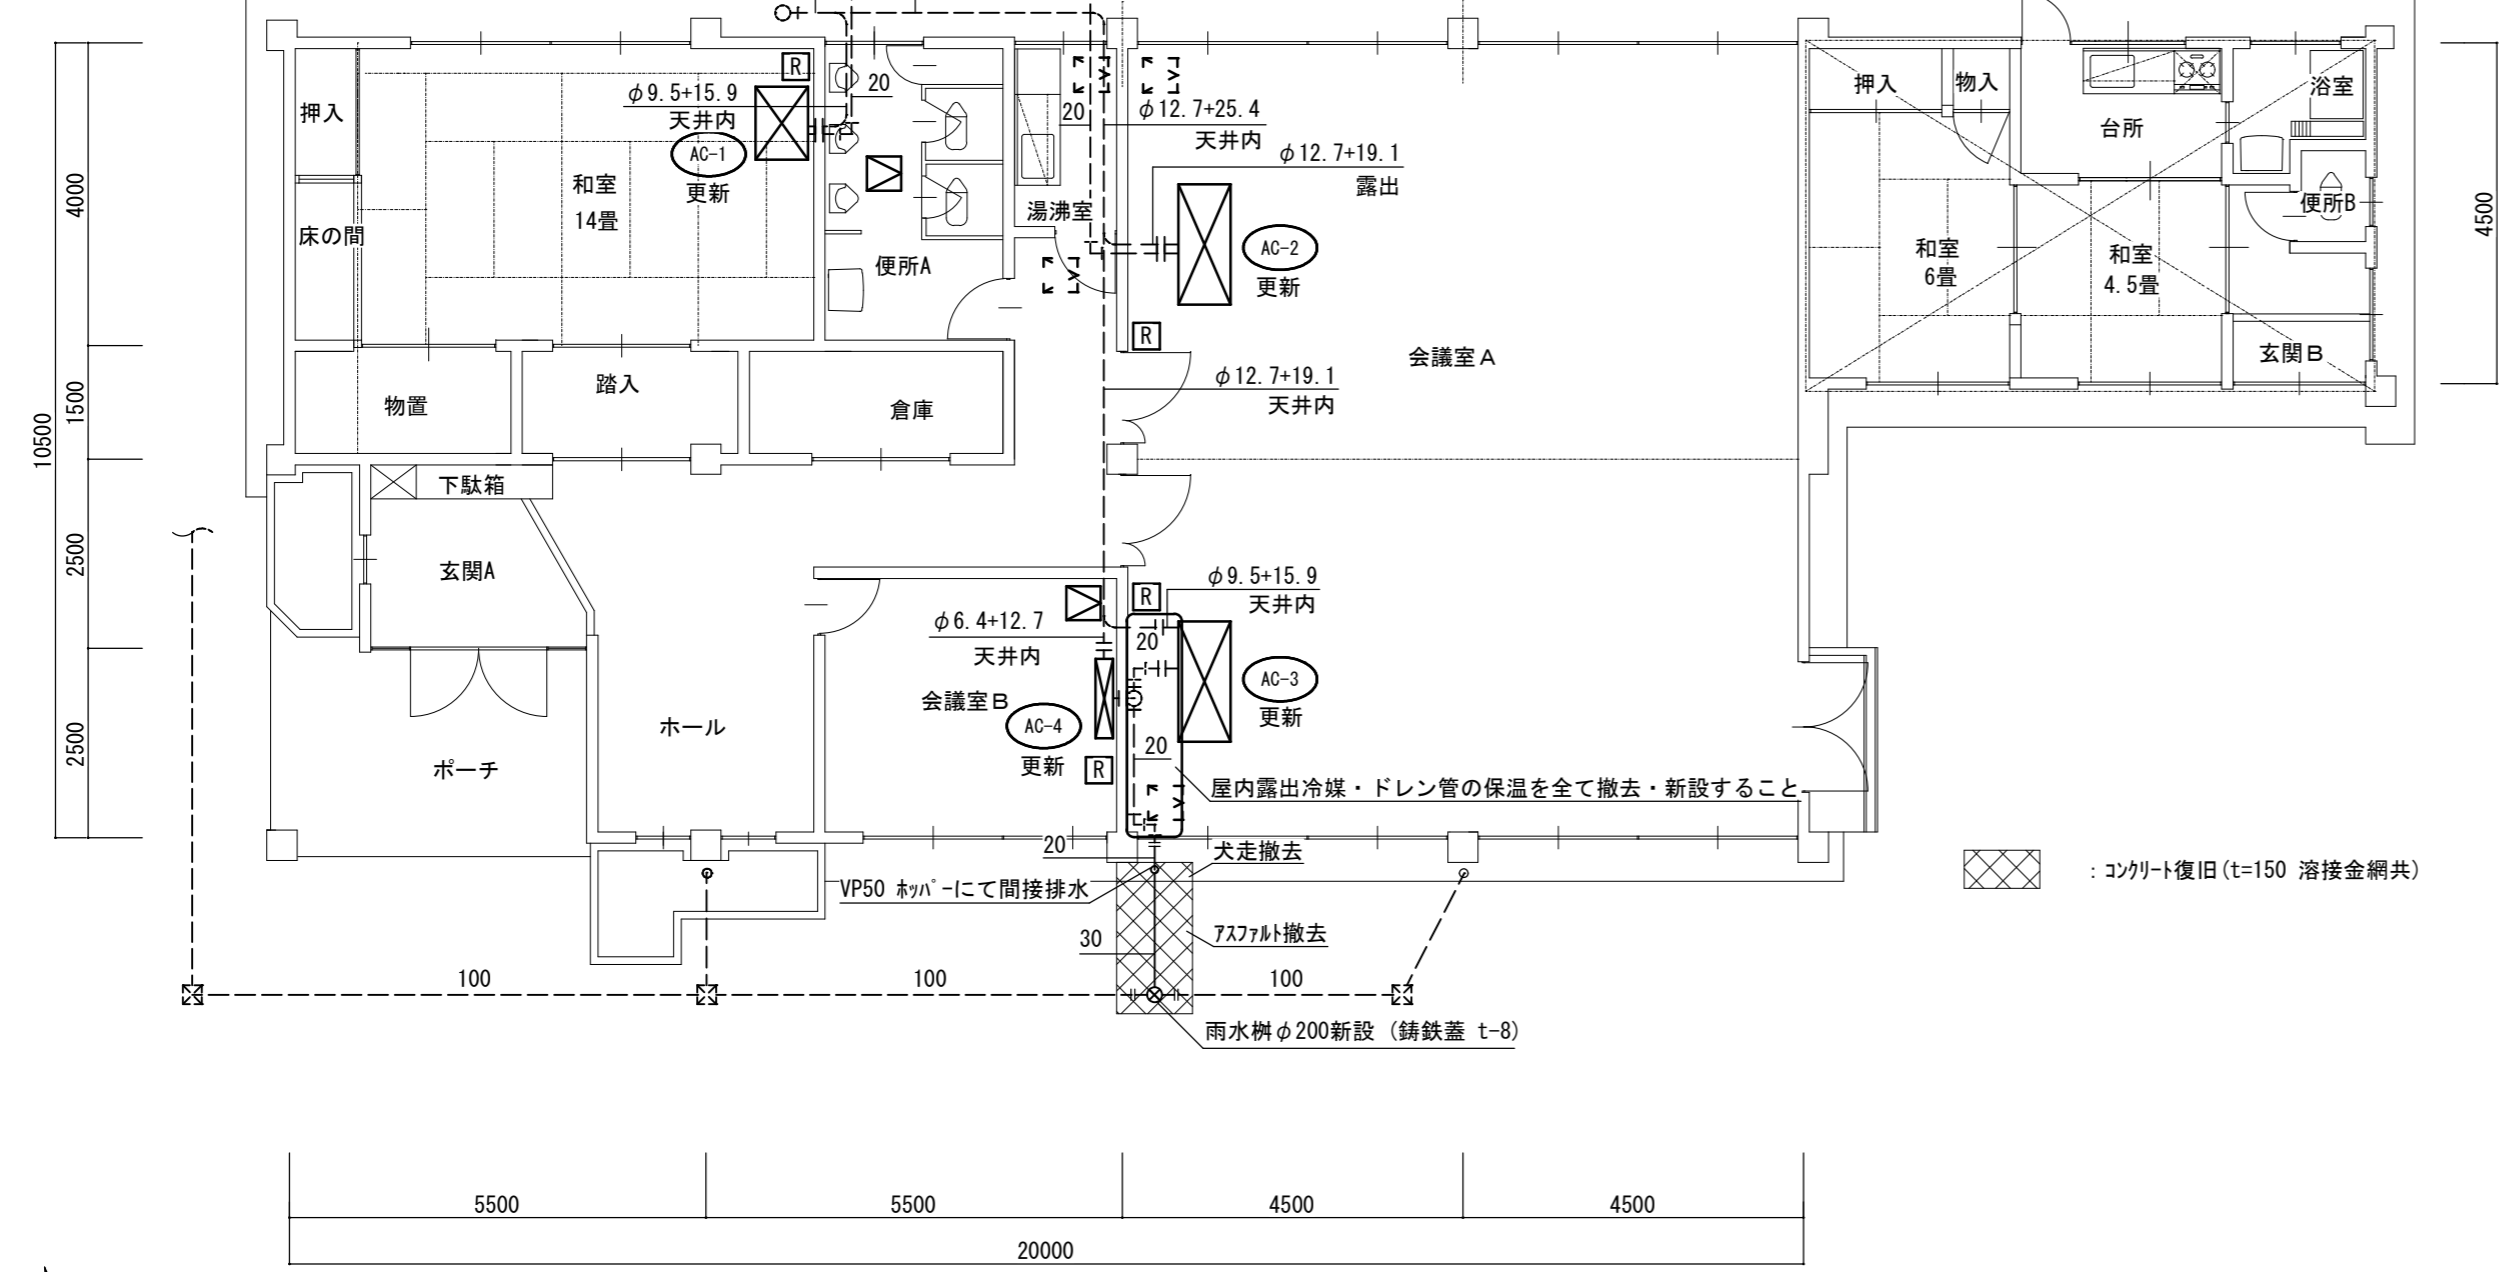 R
φ9.5+15.9
天井内
AC-1
更新
20
20
φ12.7+25.4
天井内
φ12.7+19.1
露出
AC-2
更新
押入
床の間
和室
14畳
便所A
湯沸室
R
会議室A
φ12.7+19.1
天井内
物置
踏入
倉庫
押入
物入
台所
浴室
便所B
和室
6畳
和室
4.5畳
玄関B
下駄箱
玄関A
ホール
ポーチ
φ6.4+12.7
天井内
会議室B
AC-4
更新
R
R
φ9.5+15.9
天井内
20
AC-3
更新
20
屋内露出冷媒・ドレン管の保温を全て撤去・新設すること
20
犬走撤去
VP50 ホッパーにて間接排水
アスファルト撤去
30
100
100
100
雨水桝φ200新設 (鋳鉄蓋 t-8)
:コンクリート復旧(t=150 溶接金網共)
4000
1500
2500
2500
10500
4500
5500
5500
4500
4500
20000